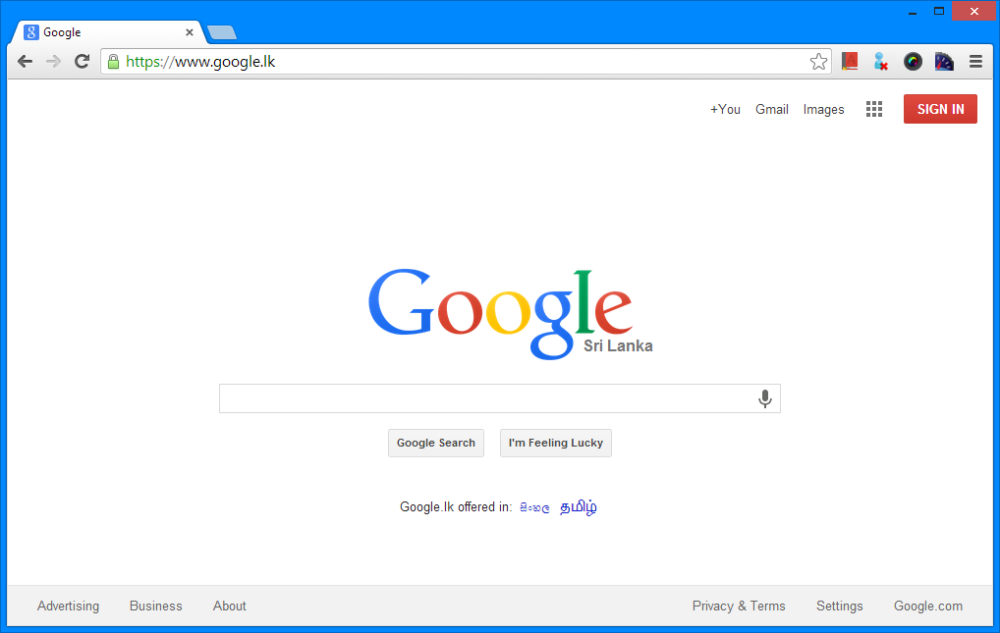 Google
https://www.google.lk
+You Gmail Images SIGN IN
Google
Sri Lanka
Google Search I'm Feeling Lucky
Google.lk offered in: සිංහල தமிழ்
Advertising Business About Privacy & Terms Settings Google.com